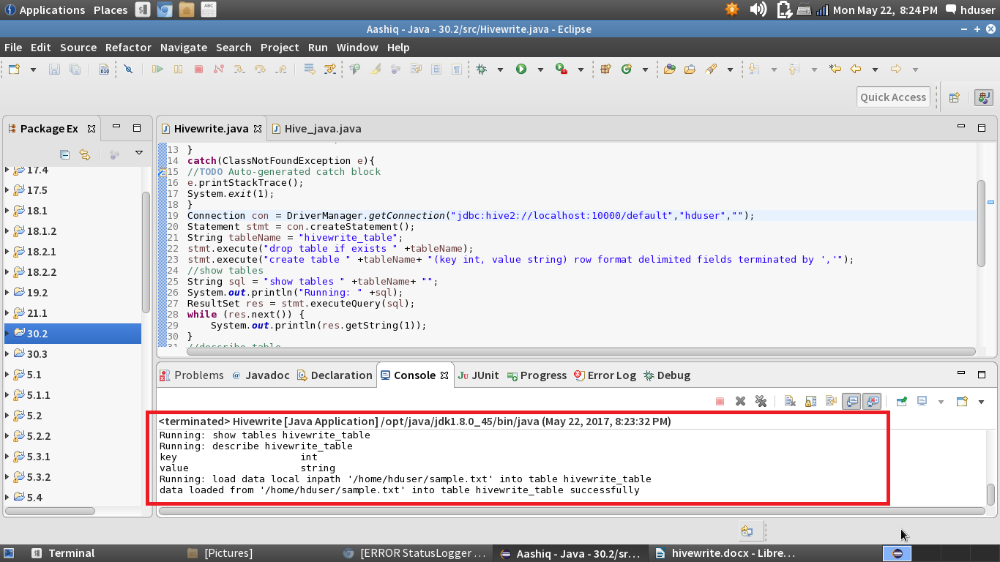 Applications Places Mon May 22, 8:24 PM hduser
Aashiq - Java - 30.2/src/Hivewrite.java - Eclipse
File Edit Source Refactor Navigate Search Project Run Window Help
Quick Access
Package Ex
17.4
17.5
18.1
18.1.2
18.2.1
18.2.2
19.2
21.1
30.2
30.3
5.1
5.1.1
5.2
5.2.2
5.3.1
5.3.2
5.4
Hivewrite.java Hive_java.java
13 }
14 catch(ClassNotFoundException e){
15 //TODO Auto-generated catch block
16 e.printStackTrace();
17 System.exit(1);
18 }
19 Connection con = DriverManager.getConnection("jdbc:hive2://localhost:10000/default","hduser","");
20 Statement stmt = con.createStatement();
21 String tableName = "hivewrite_table";
22 stmt.execute("drop table if exists " +tableName);
23 stmt.execute("create table " +tableName+ "(key int, value string) row format delimited fields terminated by ','");
24 //show tables
25 String sql = "show tables " +tableName+ "";
26 System.out.println("Running: " +sql);
27 ResultSet res = stmt.executeQuery(sql);
28 while (res.next()) {
29 System.out.println(res.getString(1));
30 }
31 //describe table
Problems @ Javadoc Declaration Console JUnit Progress Error Log Debug
<terminated> Hivewrite [Java Application] /opt/java/jdk1.8.0_45/bin/java (May 22, 2017, 8:23:32 PM)
Running: show tables hivewrite_table
Running: describe hivewrite_table
key int
value string
Running: load data local inpath '/home/hduser/sample.txt' into table hivewrite_table
data loaded from '/home/hduser/sample.txt' into table hivewrite_table successfully
Terminal [Pictures] [ERROR StatusLogger ... Aashiq - Java - 30.2/sr... hivewrite.docx - Libre...